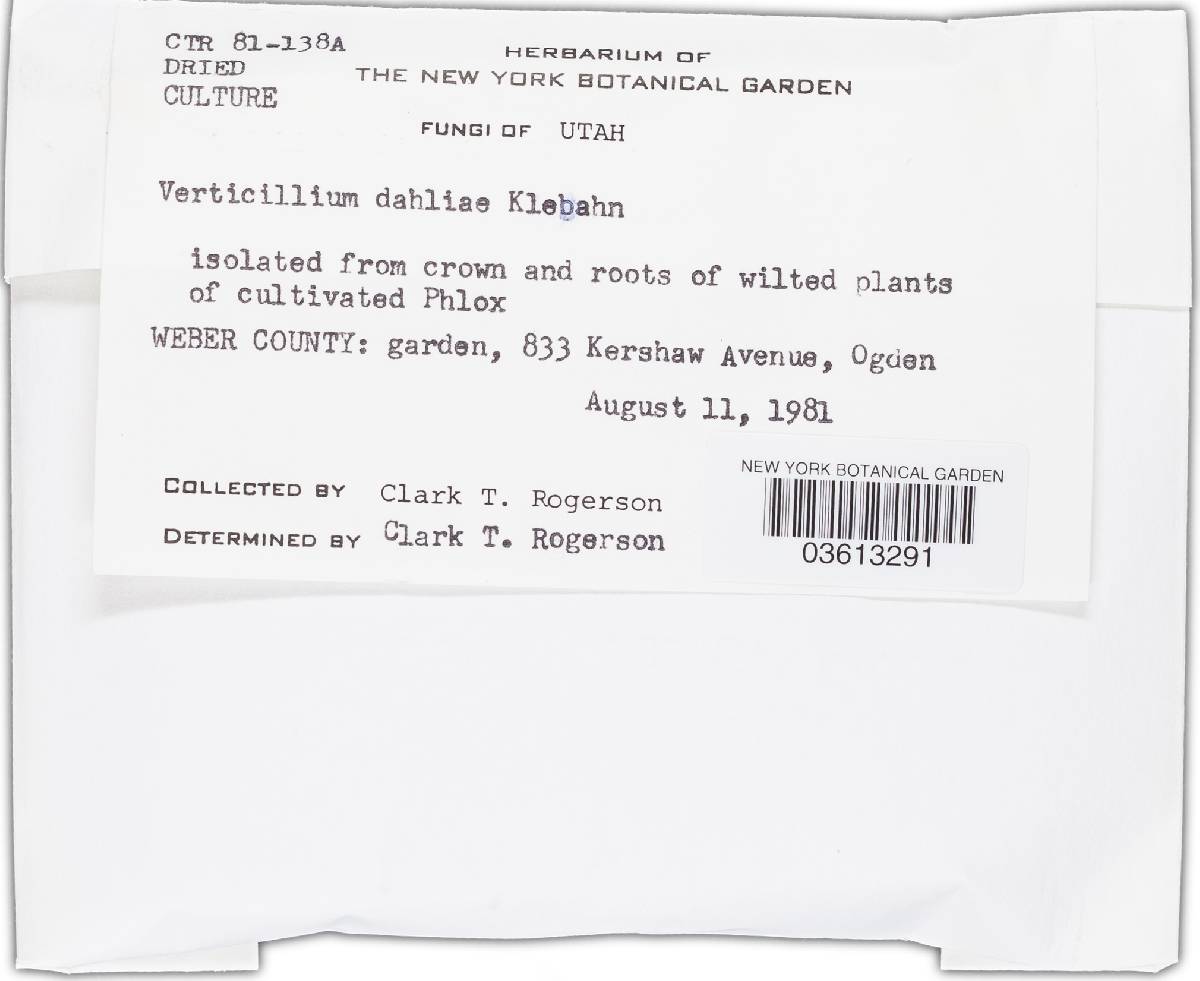 CTR 81-138A
DRIED
CULTURE
HERBARIUM OF
THE NEW YORK BOTANICAL GARDEN
FUNGI OF UTAH
Verticillium dahliae Klebahn
isolated from crown and roots of wilted plants
of cultivated Phlox
WEBER COUNTY: garden, 833 Kershaw Avenue, Ogden
August 11, 1981
COLLECTED BY Clark T. Rogerson
DETERMINED BY Clark T. Rogerson
NEW YORK BOTANICAL GARDEN
03613291